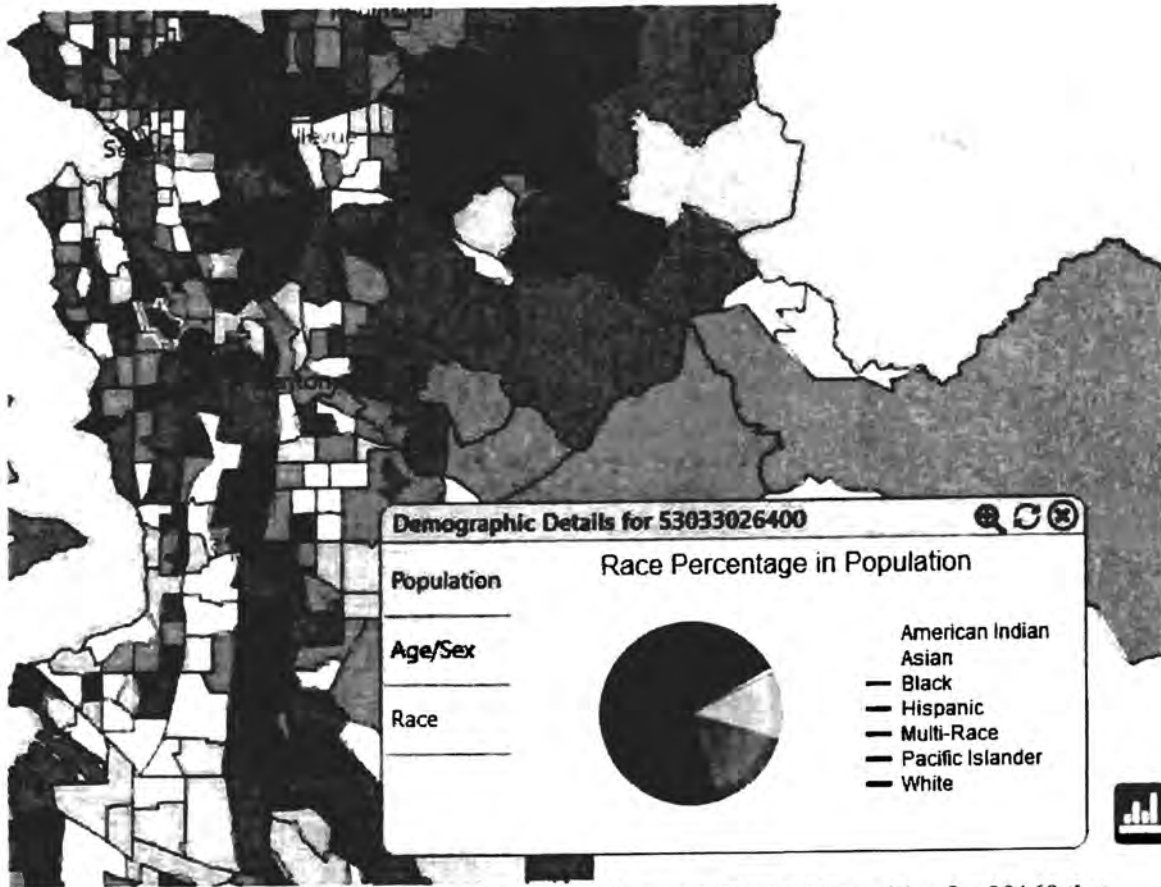 Demographic Details for 53033026400
Population
Age/Sex
Race
Race Percentage in Population
American Indian
Asian
Black
Hispanic
Multi-Race
Pacific Islander
White